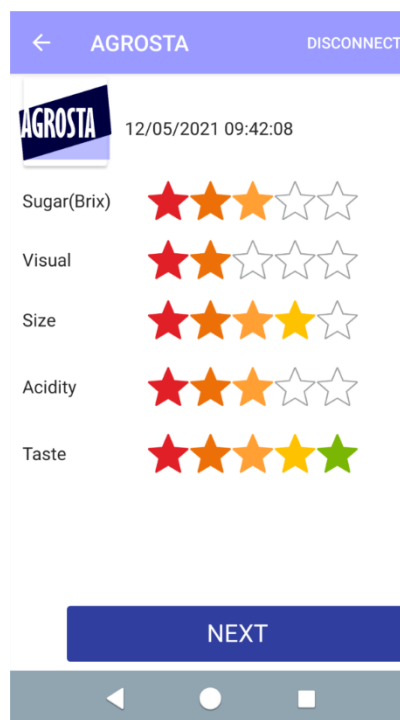 AGROSTA DISCONNECT
AGROSTA
12/05/2021 09:42:08
Sugar(Brix)
Visual
Size
Acidity
Taste
NEXT